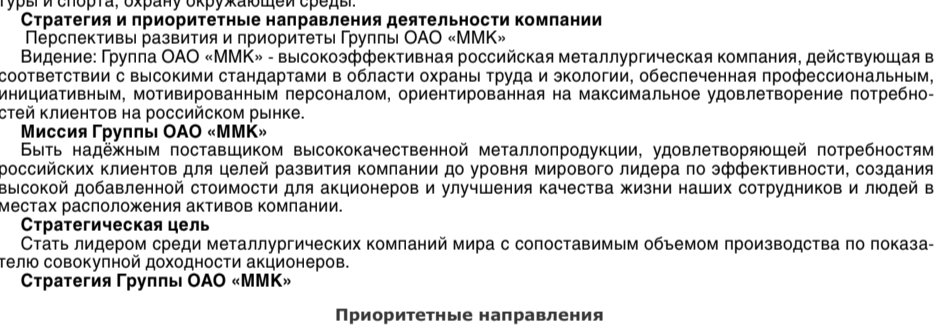 туры и спорта, охрану окружающей среды.
Стратегия и приоритетные направления деятельности компании
Перспективы развития и приоритеты Группы ОАО «ММК»
Видение: Группа ОАО «ММК» - высокоэффективная российская металлургическая компания, действующая в
соответствии с высокими стандартами в области охраны труда и экологии, обеспеченная профессиональным,
инициативным, мотивированным персоналом, ориентированная на максимальное удовлетворение потребно-
стей клиентов на российском рынке.
Миссия Группы ОАО «ММК»
Быть надёжным поставщиком высококачественной металлопродукции, удовлетворяющей потребностям
российских клиентов для целей развития компании до уровня мирового лидера по эффективности, создания
высокой добавленной стоимости для акционеров и улучшения качества жизни наших сотрудников и людей в
местах расположения активов компании.
Стратегическая цель
Стать лидером среди металлургических компаний мира с сопоставимым объемом производства по показа-
телю совокупной доходности акционеров.
Стратегия Группы ОАО «ММК»
Приоритетные направления